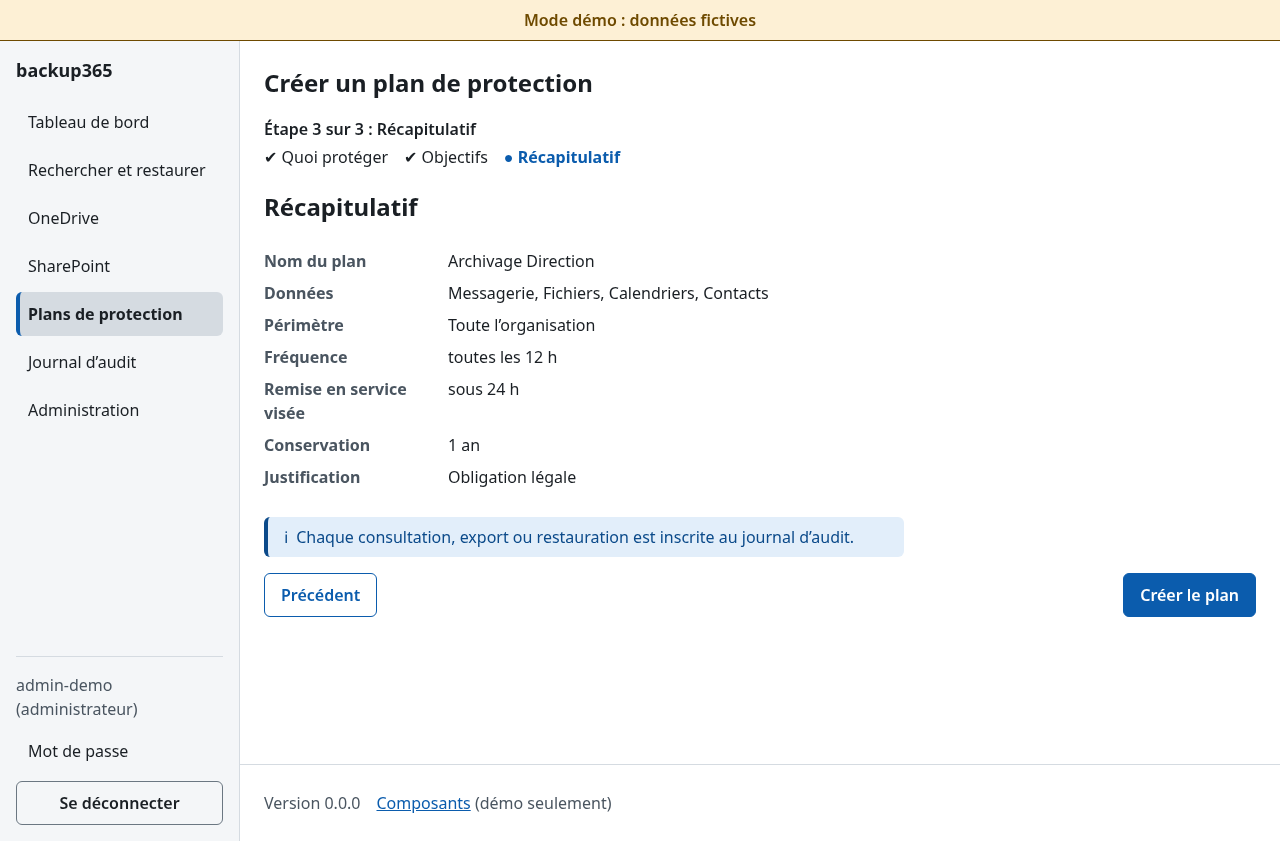 Mode démo : données fictives
backup365
Tableau de bord
Rechercher et restaurer
OneDrive
SharePoint
Plans de protection
Journal d’audit
Administration
admin-demo
(administrateur)
Mot de passe
Se déconnecter
Créer un plan de protection
Étape 3 sur 3 : Récapitulatif
✔ Quoi protéger ✔ Objectifs ● Récapitulatif
Récapitulatif
Nom du plan Archivage Direction
Données Messagerie, Fichiers, Calendriers, Contacts
Périmètre Toute l’organisation
Fréquence toutes les 12 h
Remise en service sous 24 h
visée
Conservation 1 an
Justification Obligation légale
i Chaque consultation, export ou restauration est inscrite au journal d’audit.
Précédent Créer le plan
Version 0.0.0 Composants (démo seulement)